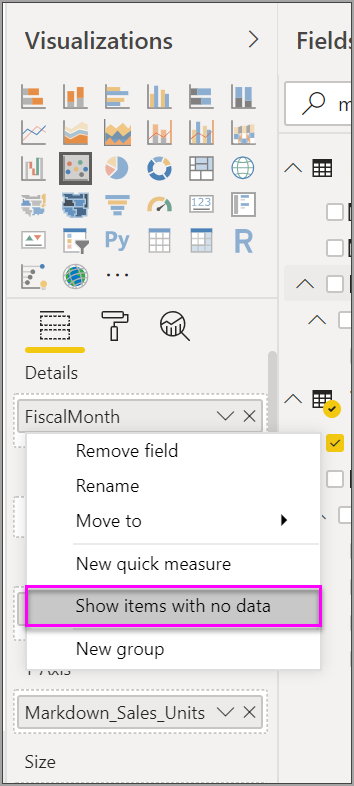 Visualizations
Fields
m
123
Py
R
Details
FiscalMonth
Remove field
Rename
Move to
New quick measure
Show items with no data
New group
Y Axis
Markdown_Sales_Units
Size